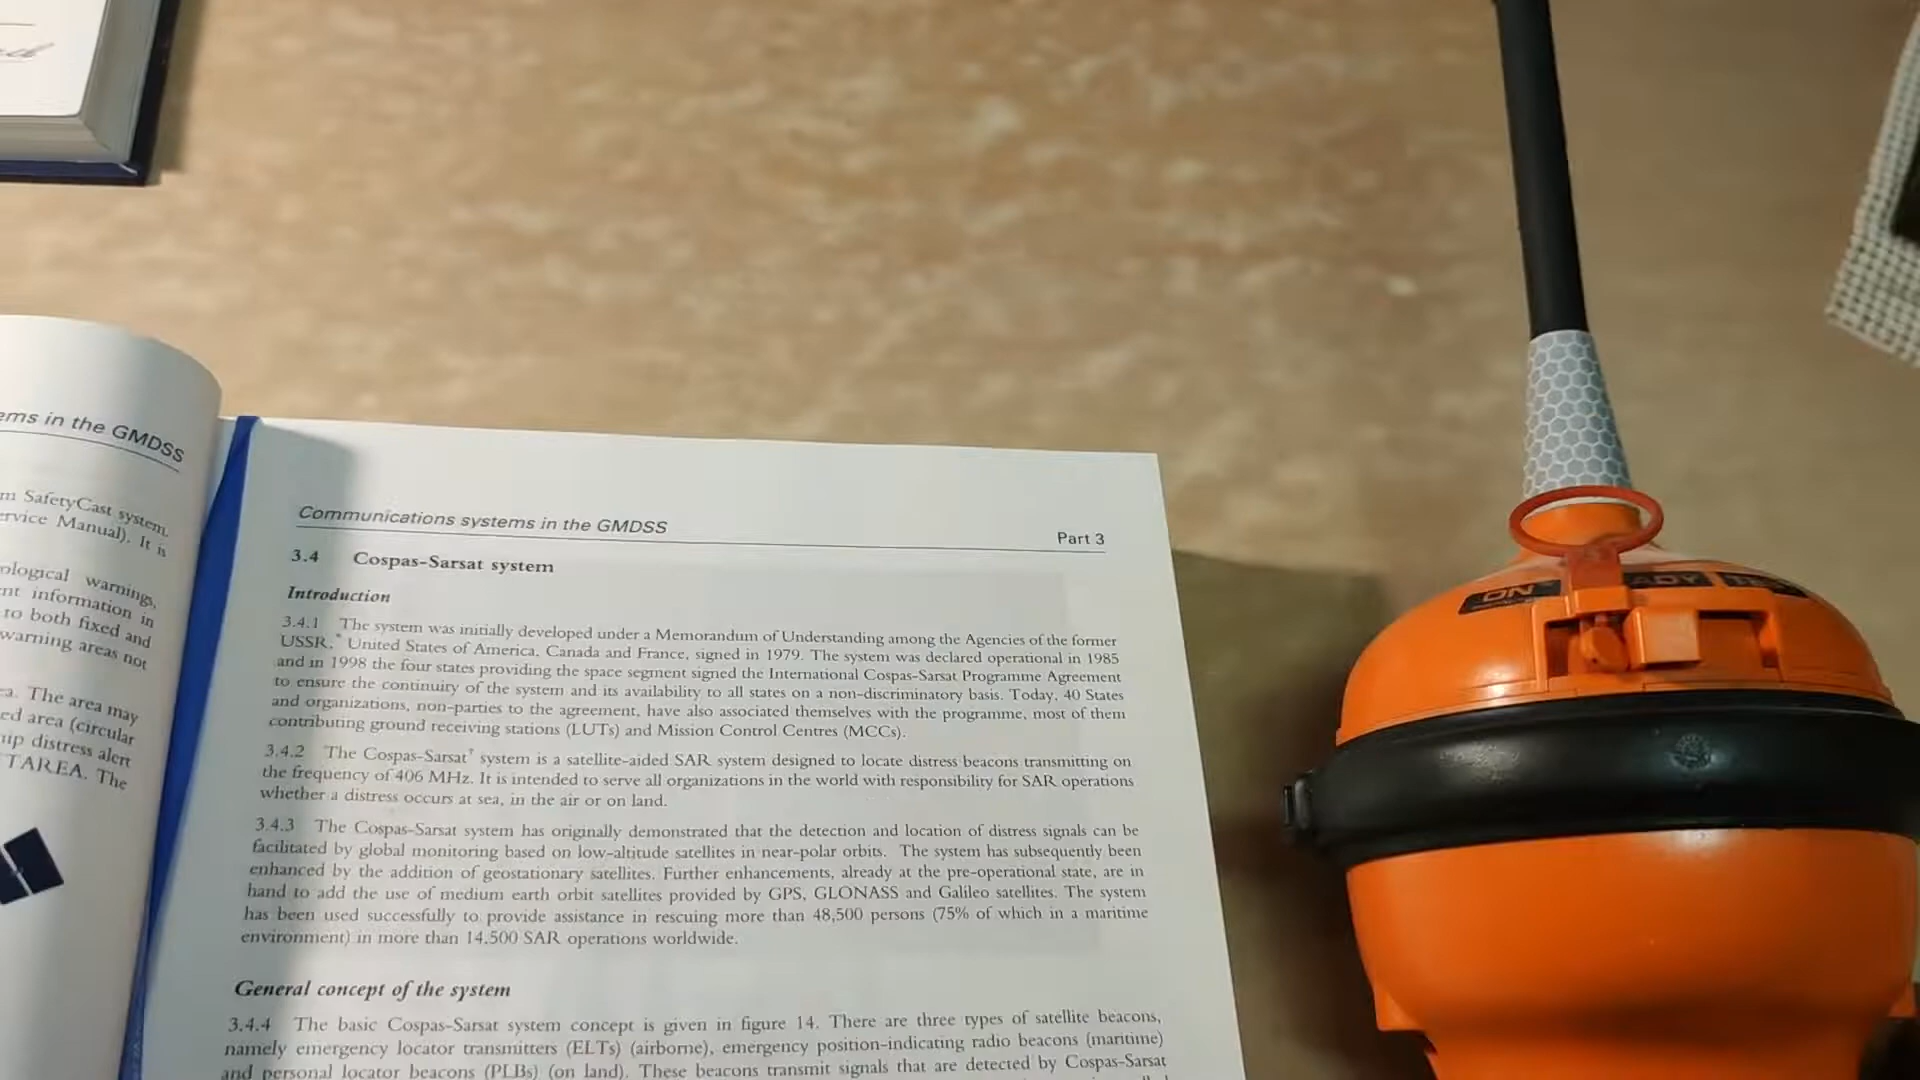 ems in the GMDSS
m SafetyCast system,
ervice Manual). It is
ological warnings,
nt information in
to both fixed and
warning areas not
ea. The area may
ed area (circular
up distress alert
TAREA. The
Communications systems in the GMDSS
Part 3
3.4 Cospas-Sarsat system
Introduction
3.4.1 The system was initially developed under a Memorandum of Understanding among the Agencies of the former
USSR,* United States of America, Canada and France, signed in 1979. The system was declared operational in 1985
and in 1998 the four states providing the space segment signed the International Cospas-Sarsat Programme Agreement
to ensure the continuity of the system and its availability to all states on a non-discriminatory basis. Today, 40 States
and organizations, non-parties to the agreement, have also associated themselves with the programme, most of them
contributing ground receiving stations (LUTs) and Mission Control Centres (MCCs).
3.4.2 The Cospas-Sarsat† system is a satellite-aided SAR system designed to locate distress beacons transmitting on
the frequency of 406 MHz. It is intended to serve all organizations in the world with responsibility for SAR operations
whether a distress occurs at sea, in the air or on land.
3.4.3 The Cospas-Sarsat system has originally demonstrated that the detection and location of distress signals can be
facilitated by global monitoring based on low-altitude satellites in near-polar orbits. The system has subsequently been
enhanced by the addition of geostationary satellites. Further enhancements, already at the pre-operational state, are in
hand to add the use of medium earth orbit satellites provided by GPS, GLONASS and Galileo satellites. The system
has been used successfully to provide assistance in rescuing more than 48,500 persons (75% of which in a maritime
environment) in more than 14,500 SAR operations worldwide.
General concept of the system
3.4.4 The basic Cospas-Sarsat system concept is given in figure 14. There are three types of satellite beacons,
namely emergency locator transmitters (ELTs) (airborne), emergency position-indicating radio beacons (maritime)
and personal locator beacons (PLBs) (on land). These beacons transmit signals that are detected by Cospas-Sarsat
ON
ADY